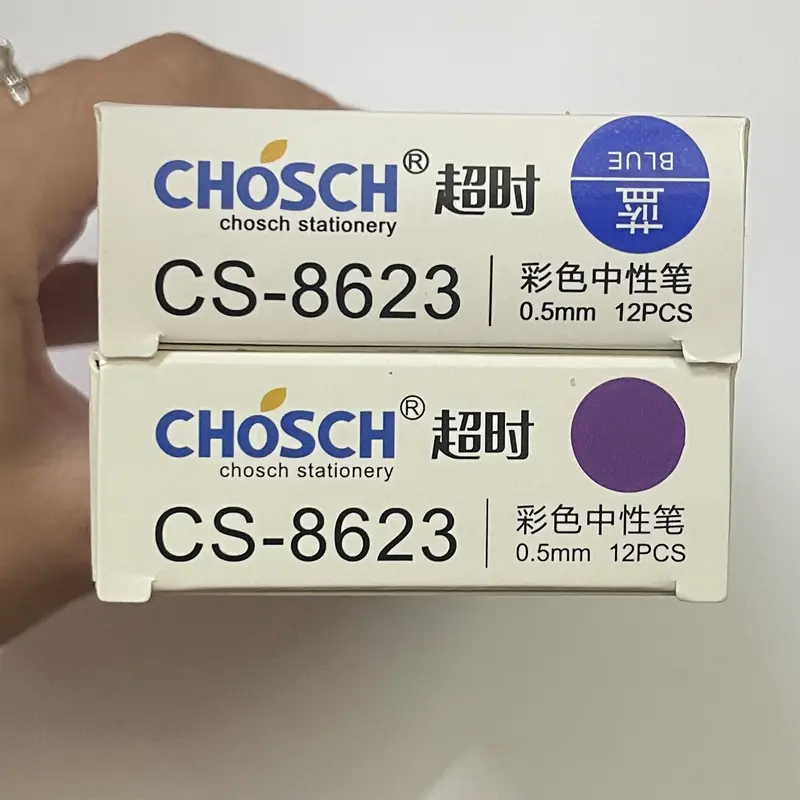 CHOSCH® 超时
chosch stationery
BLUE
蓝
CS-8623
彩色中性笔
0.5mm 12PCS
CHOSCH® 超时
chosch stationery
CS-8623
彩色中性笔
0.5mm 12PCS